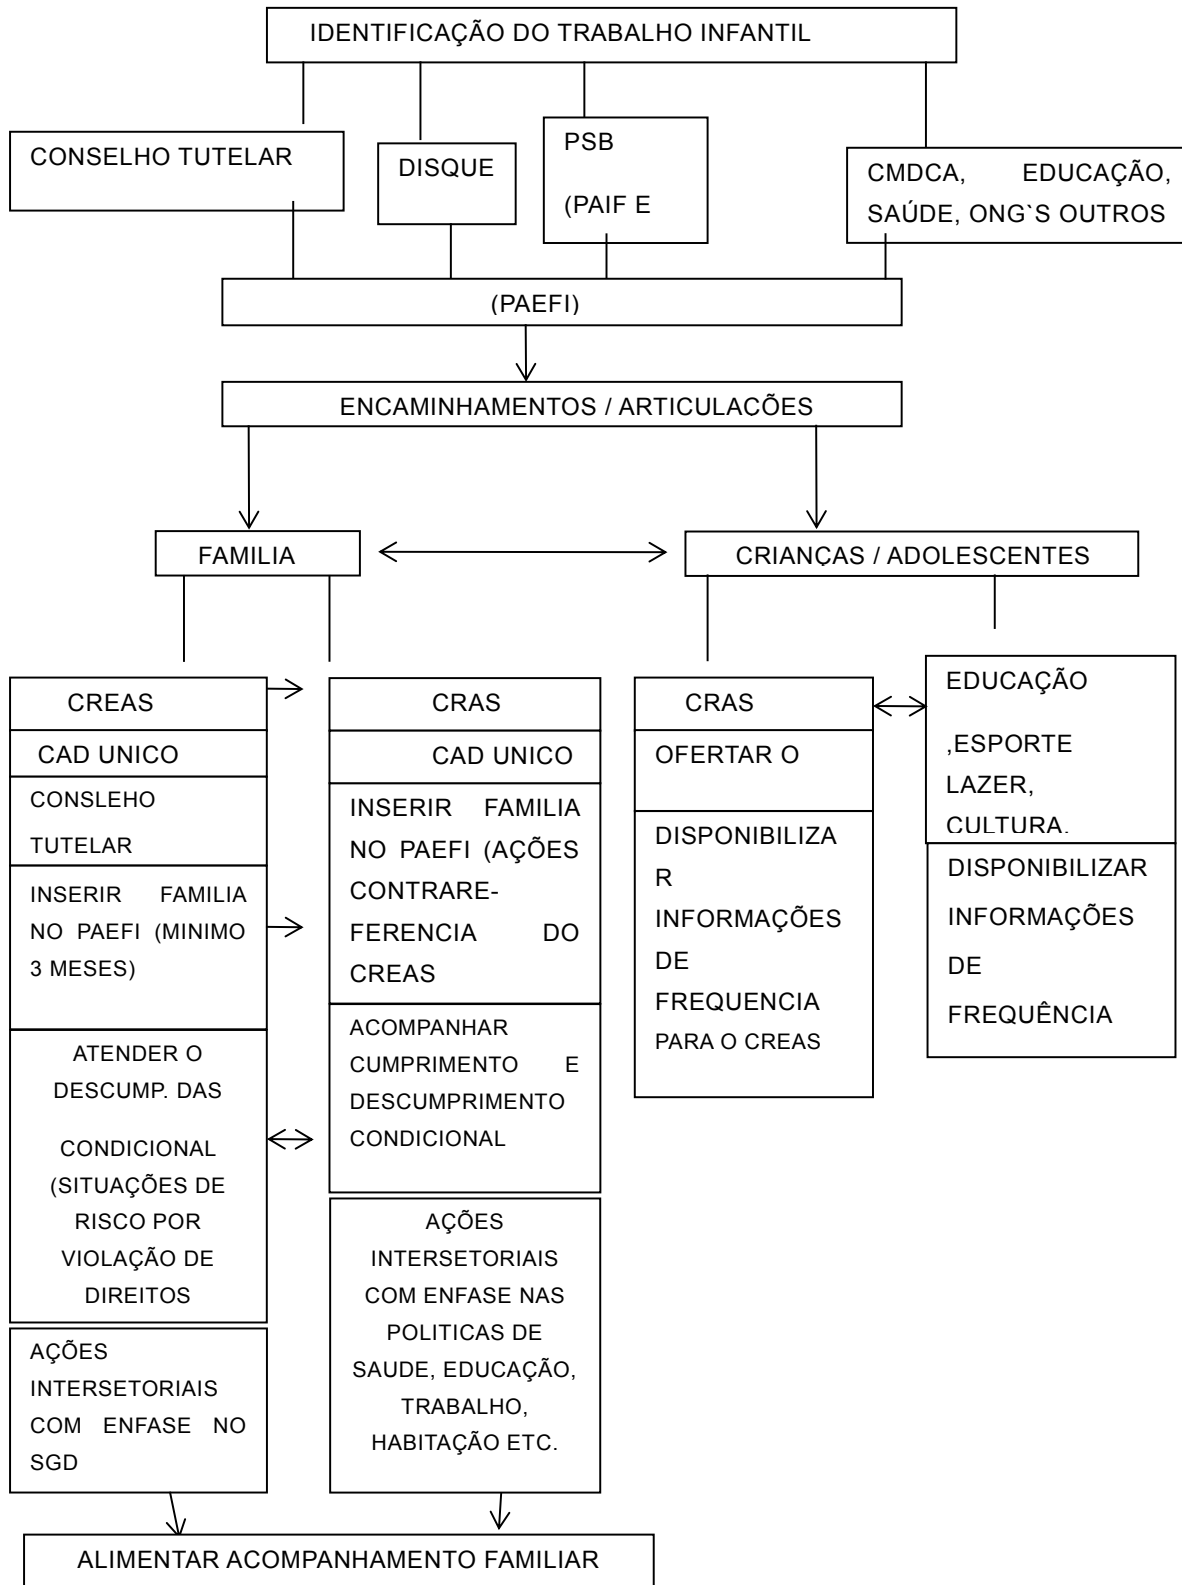 IDENTIFICAÇÃO DO TRABALHO INFANTIL
CONSELHO TUTELAR
DISQUE
PSB
(PAIF E
CMDCA, EDUCAÇÃO,
SAÚDE, ONG`S OUTROS
(PAEFI)
ENCAMINHAMENTOS / ARTICULAÇÕES
FAMILIA
CRIANÇAS / ADOLESCENTES
CREAS
CAD UNICO
CONSLEHO
TUTELAR
INSERIR FAMILIA
NO PAEFI (MINIMO
3 MESES)
ATENDER O
DESCUMP. DAS
CONDICIONAL
(SITUAÇÕES DE
RISCO POR
VIOLAÇÃO DE
DIREITOS
AÇÕES
INTERSETORIAIS
COM ENFASE NO
SGD
CRAS
CAD UNICO
INSERIR FAMILIA
NO PAEFI (AÇÕES
CONTRARE-
FERENCIA DO
CREAS
ACOMPANHAR
CUMPRIMENTO E
DESCUMPRIMENTO
CONDICIONAL
AÇÕES
INTERSETORIAIS
COM ENFASE NAS
POLITICAS DE
SAUDE, EDUCAÇÃO,
TRABALHO,
HABITAÇÃO ETC.
CRAS
OFERTAR O
DISPONIBILIZA
R
INFORMAÇÕES
DE
FREQUENCIA
PARA O CREAS
EDUCAÇÃO
,ESPORTE
LAZER,
CULTURA.
DISPONIBILIZAR
INFORMAÇÕES
DE
FREQUÊNCIA
ALIMENTAR ACOMPANHAMENTO FAMILIAR